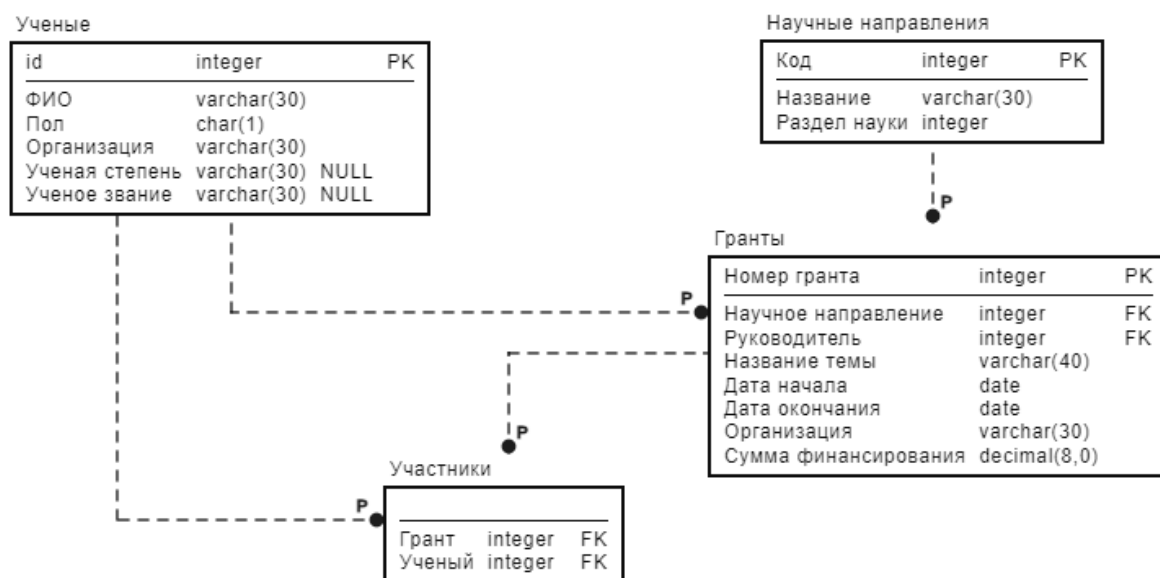 Ученые
id integer PK
ФИО varchar(30)
Пол char(1)
Организация varchar(30)
Ученая степень varchar(30) NULL
Ученое звание varchar(30) NULL
Научные направления
Код integer PK
Название varchar(30)
Раздел науки integer
P
Гранты
Номер гранта integer PK
Научное направление integer FK
Руководитель integer FK
Название темы varchar(40)
Дата начала date
Дата окончания date
Организация varchar(30)
Сумма финансирования decimal(8,0)
P
P
Участники
P
Грант integer FK
Ученый integer FK